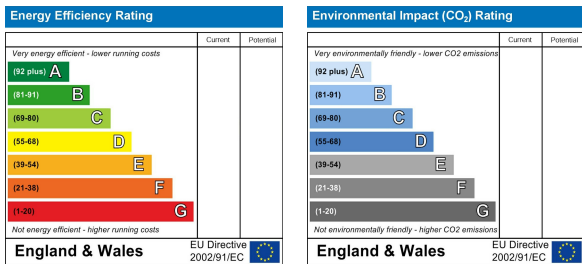 Energy Efficiency Rating
Current Potential
Very energy efficient - lower running costs
(92 plus) A
(81-91) B
(69-80) C
(55-68) D
(39-54) E
(21-38) F
(1-20) G
Not energy efficient - higher running costs
England & Wales
EU Directive
2002/91/EC
Environmental Impact (CO₂) Rating
Current Potential
Very environmentally friendly - lower CO2 emissions
(92 plus) A
(81-91) B
(69-80) C
(55-68) D
(39-54) E
(21-38) F
(1-20) G
Not environmentally friendly - higher CO2 emissions
England & Wales
EU Directive
2002/91/EC